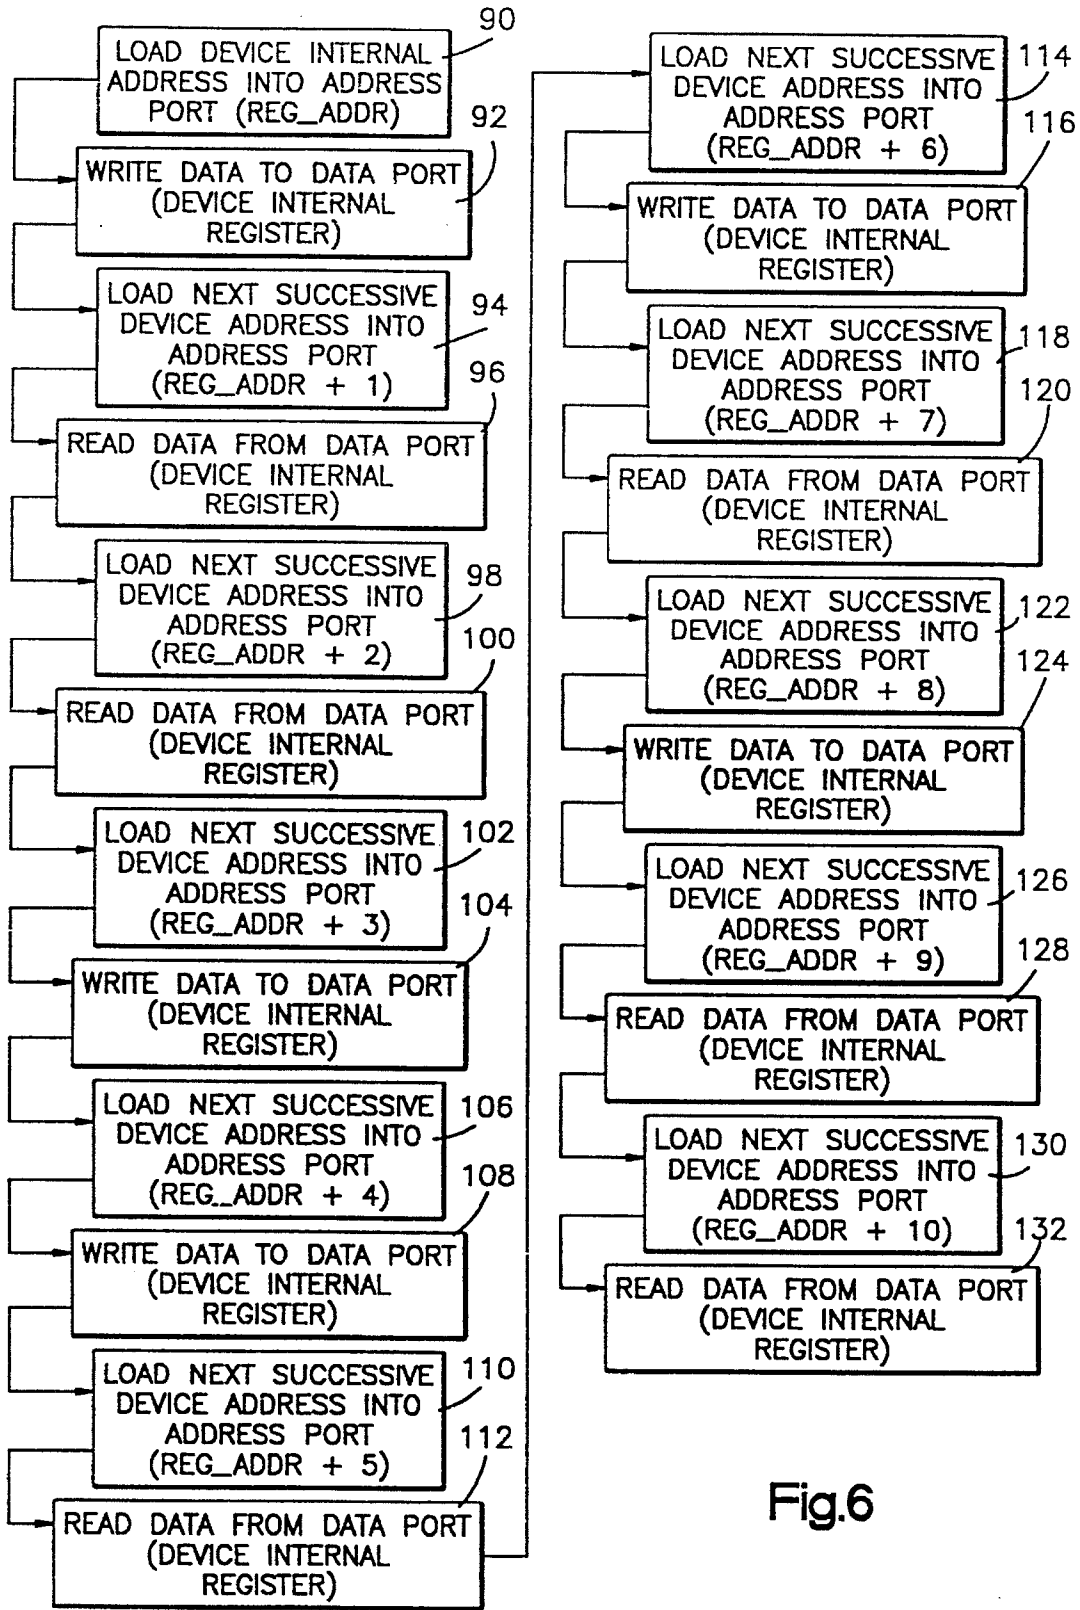 90
LOAD DEVICE INTERNAL
ADDRESS INTO ADDRESS
PORT (REG_ADDR)
92
WRITE DATA TO DATA PORT
(DEVICE INTERNAL
REGISTER)
94
LOAD NEXT SUCCESSIVE
DEVICE ADDRESS INTO
ADDRESS PORT
(REG_ADDR + 1)
96
READ DATA FROM DATA PORT
(DEVICE INTERNAL
REGISTER)
98
LOAD NEXT SUCCESSIVE
DEVICE ADDRESS INTO
ADDRESS PORT
(REG_ADDR + 2)
100
READ DATA FROM DATA PORT
(DEVICE INTERNAL
REGISTER)
102
LOAD NEXT SUCCESSIVE
DEVICE ADDRESS INTO
ADDRESS PORT
(REG_ADDR + 3)
104
WRITE DATA TO DATA PORT
(DEVICE INTERNAL
REGISTER)
106
LOAD NEXT SUCCESSIVE
DEVICE ADDRESS INTO
ADDRESS PORT
(REG_ADDR + 4)
108
WRITE DATA TO DATA PORT
(DEVICE INTERNAL
REGISTER)
110
LOAD NEXT SUCCESSIVE
DEVICE ADDRESS INTO
ADDRESS PORT
(REG_ADDR + 5)
112
READ DATA FROM DATA PORT
(DEVICE INTERNAL
REGISTER)
114
LOAD NEXT SUCCESSIVE
DEVICE ADDRESS INTO
ADDRESS PORT
(REG_ADDR + 6)
116
WRITE DATA TO DATA PORT
(DEVICE INTERNAL
REGISTER)
118
LOAD NEXT SUCCESSIVE
DEVICE ADDRESS INTO
ADDRESS PORT
(REG_ADDR + 7)
120
READ DATA FROM DATA PORT
(DEVICE INTERNAL
REGISTER)
122
LOAD NEXT SUCCESSIVE
DEVICE ADDRESS INTO
ADDRESS PORT
(REG_ADDR + 8)
124
WRITE DATA TO DATA PORT
(DEVICE INTERNAL
REGISTER)
126
LOAD NEXT SUCCESSIVE
DEVICE ADDRESS INTO
ADDRESS PORT
(REG_ADDR + 9)
128
READ DATA FROM DATA PORT
(DEVICE INTERNAL
REGISTER)
130
LOAD NEXT SUCCESSIVE
DEVICE ADDRESS INTO
ADDRESS PORT
(REG_ADDR + 10)
132
READ DATA FROM DATA PORT
(DEVICE INTERNAL
REGISTER)
Fig.6